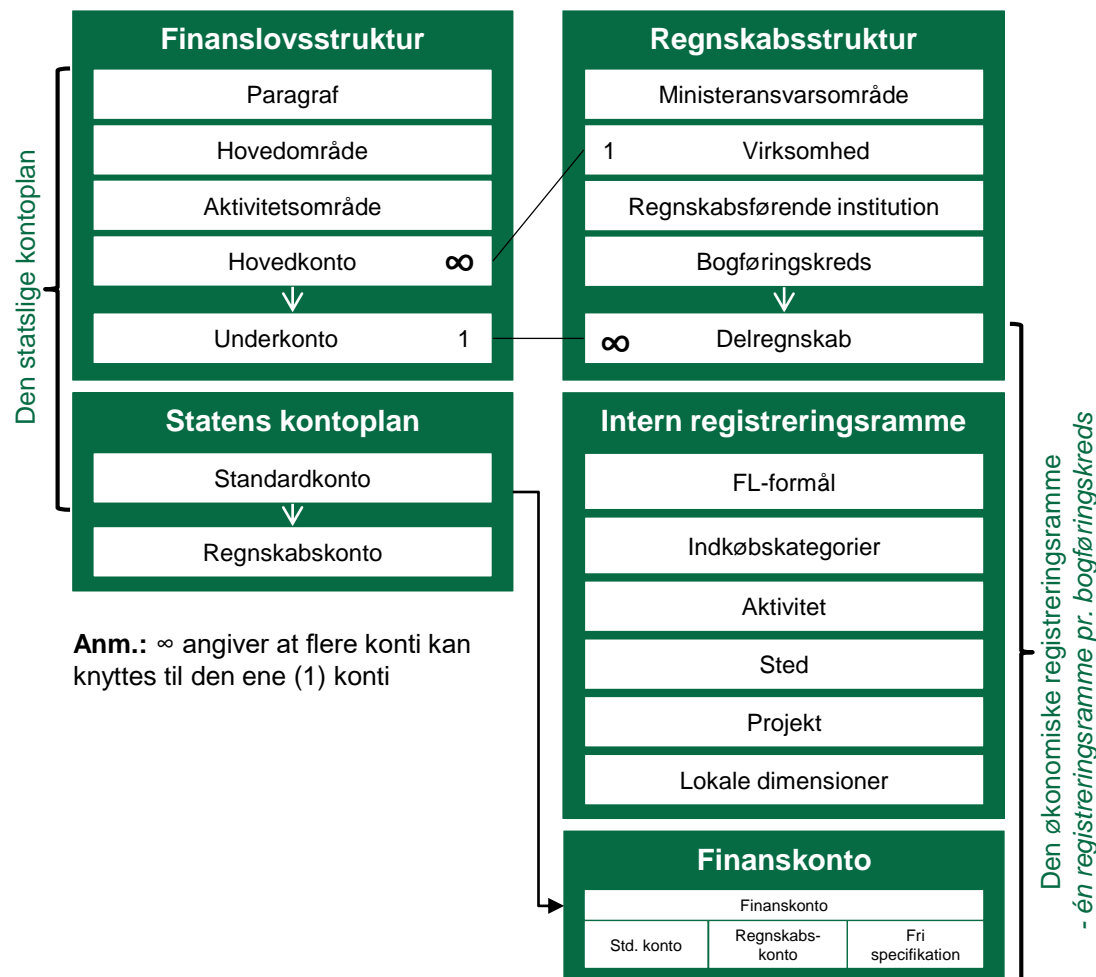 Den statslige kontoplan
Finanslovsstruktur
Paragraf
Hovedområde
Aktivitetsområde
Hovedkonto ∞
Underkonto 1
Statens kontoplan
Standardkonto
Regnskabskonto
Anm.: ∞ angiver at flere konti kan
knyttes til den ene (1) konti
Regnskabsstruktur
Ministeransvarsområde
1 Virksomhed
Regnskabsførende institution
Bogføringskreds
∞ Delregnskab
Intern registreringsramme
FL-formål
Indkøbskategorier
Aktivitet
Sted
Projekt
Lokale dimensioner
Finanskonto
Finanskonto
Std. konto
Regnskabs-
konto
Fri
specifikation
Den økonomiske registreringsramme
- én registreringsramme pr. bogføringskreds